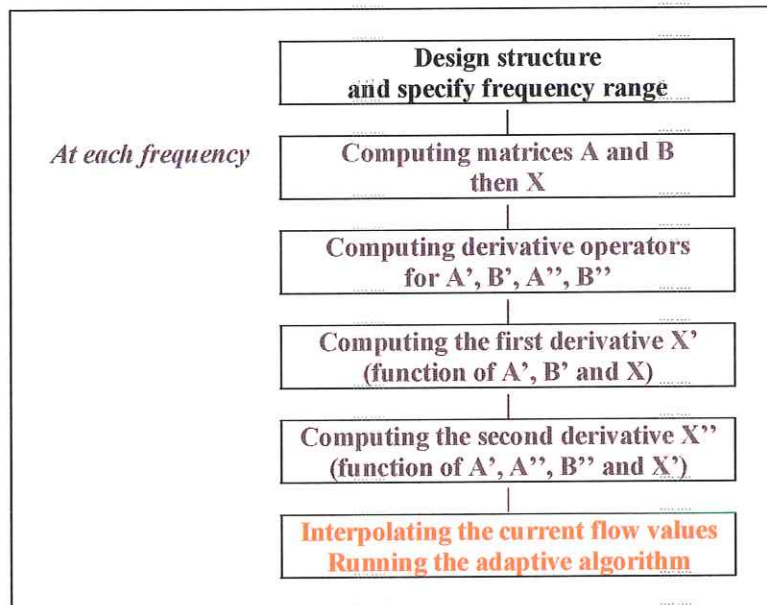 Design structure
and specify frequency range
At each frequency
Computing matrices A and B
then X
Computing derivative operators
for A’, B’, A’’, B’’
Computing the first derivative X’
(function of A’, B’ and X)
Computing the second derivative X’’
(function of A’, A’’, B’’ and X’)
Interpolating the current flow values
Running the adaptive algorithm